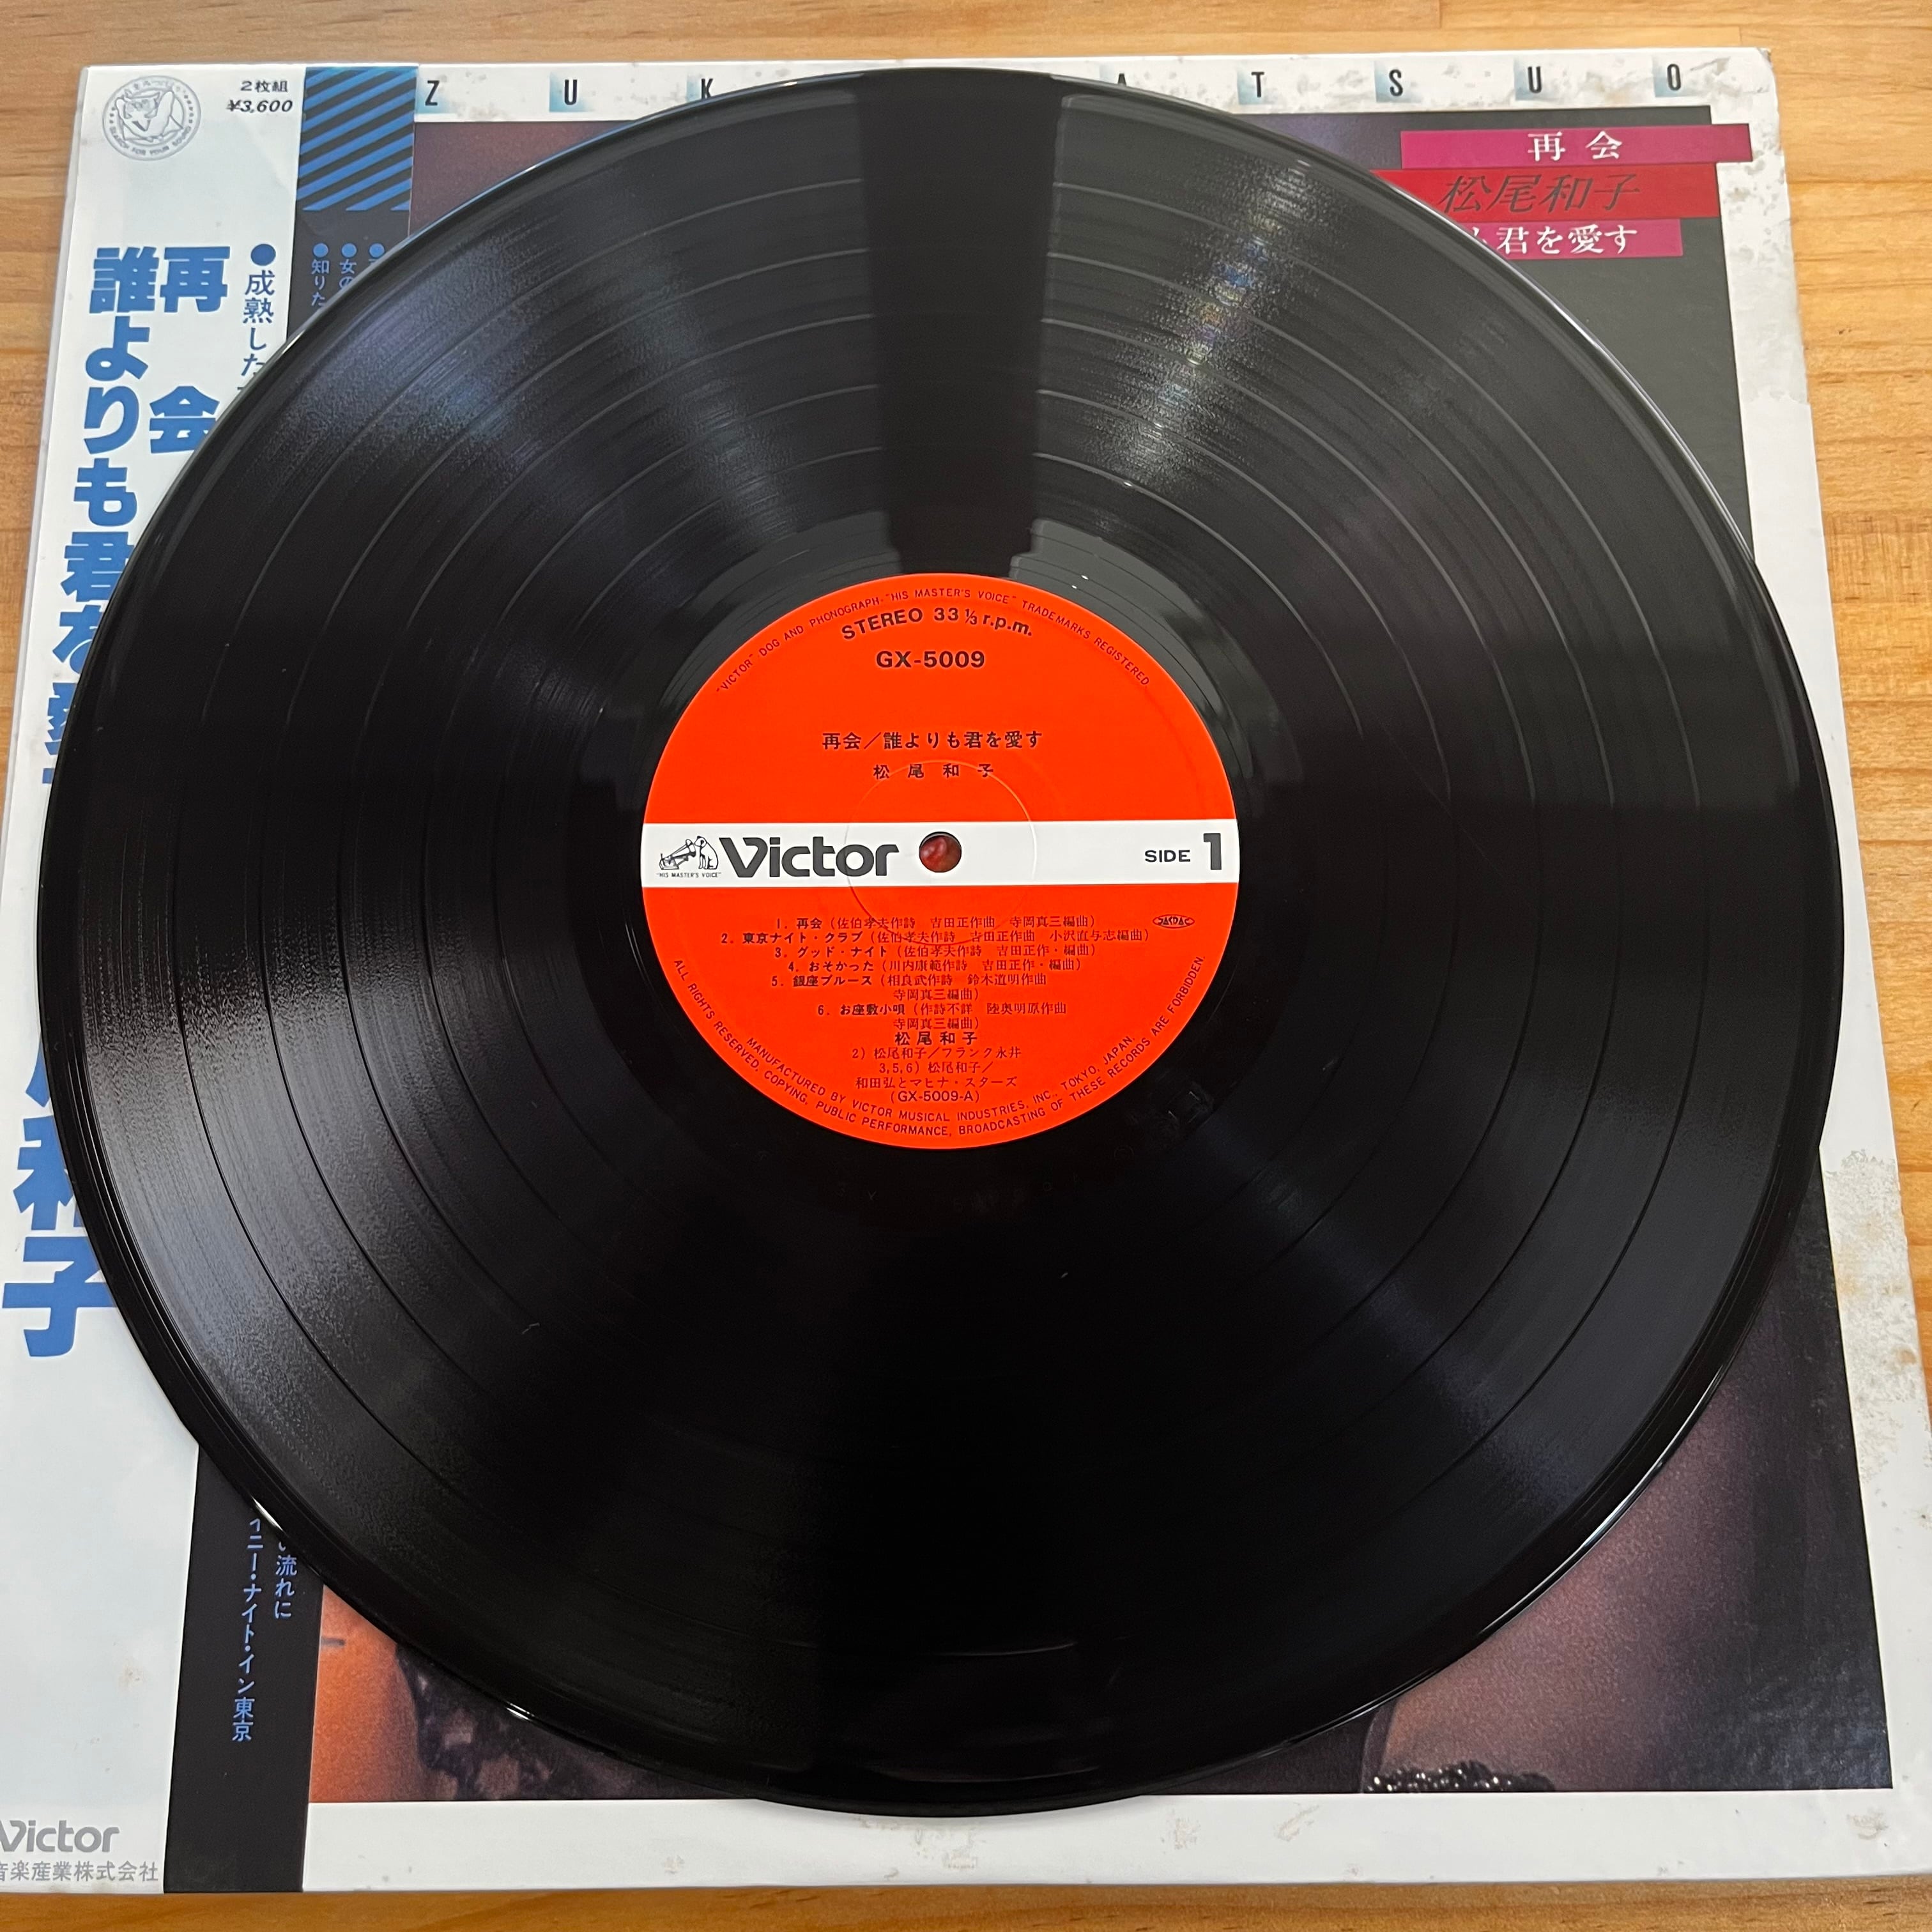 2枚組
¥3,600
SEARCH FOR YOUR SOUND
Z U K A T S U O
再会
松尾和子
君を愛す
●成熟した
再会
誰よりも君を愛
和子
●女の
●知りた
流れに
ニー・ナイト・イン東京
Victor
音楽産業株式会社
"VICTOR" DOG AND PHONOGRAPH-"HIS MASTER'S VOICE" TRADEMARKS REGISTERED
STEREO 33⅓ r.p.m.
GX-5009
再会／誰よりも君を愛す
松尾和子
"HIS MASTER'S VOICE"
Victor
SIDE 1
1. 再会（佐伯孝夫作詩 吉田正作曲 寺岡真三編曲）
JASRAC
2. 東京ナイト・クラブ（佐伯孝夫作詩 吉田正作曲 小沢直与志編曲）
3. グッド・ナイト（佐伯孝夫作詩 吉田正作・編曲）
4. おそかった（川内康範作詩 吉田正作・編曲）
5. 銀座ブルース（相良武作詩 鈴木道明作曲
寺岡真三編曲）
6. お座敷小唄（作詩不詳 陸奥明原作曲
寺岡真三編曲）
松尾和子
2）松尾和子／フランク永井
3,5,6）松尾和子／
和田弘とマヒナ・スターズ
(GX-5009-A)
MANUFACTURED BY VICTOR MUSICAL INDUSTRIES, INC., TOKYO, JAPAN.
ALL RIGHTS RESERVED. COPYING, PUBLIC PERFORMANCE, BROADCASTING OF THESE RECORDS ARE FORBIDDEN.